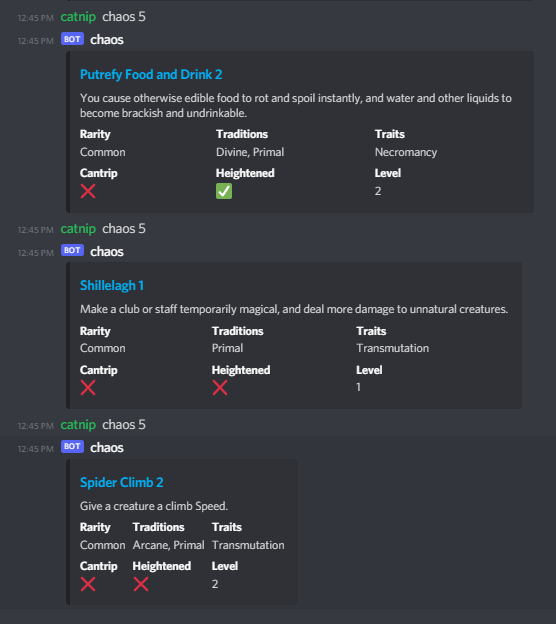 12:45 PM catnip chaos 5
12:45 PM BOT chaos
Putrefy Food and Drink 2
You cause otherwise edible food to rot and spoil instantly, and water and other liquids to
become brackish and undrinkable.
Rarity Traditions Traits
Common Divine, Primal Necromancy
Cantrip Heightened Level
❌ ✅ 2
12:45 PM catnip chaos 5
12:45 PM BOT chaos
Shillelagh 1
Make a club or staff temporarily magical, and deal more damage to unnatural creatures.
Rarity Traditions Traits
Common Primal Transmutation
Cantrip Heightened Level
❌ ❌ 1
12:45 PM catnip chaos 5
12:45 PM BOT chaos
Spider Climb 2
Give a creature a climb Speed.
Rarity Traditions Traits
Common Arcane, Primal Transmutation
Cantrip Heightened Level
❌ ❌ 2